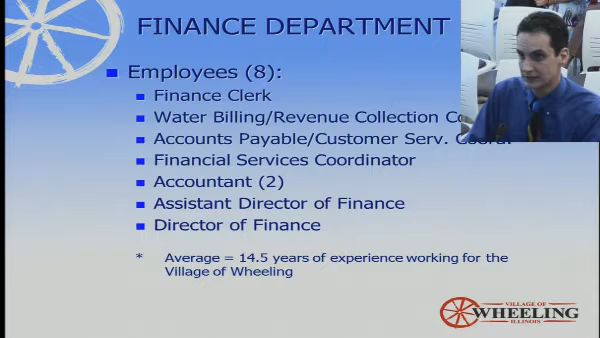 FINANCE DEPARTMENT
Employees (8):
Finance Clerk
Water Billing/Revenue Collection
Accounts Payable/Customer Serv.
Financial Services Coordinator
Accountant (2)
Assistant Director of Finance
Director of Finance
* Average = 14.5 years of experience working for the
Village of Wheeling
VILLAGE OF
WHEELING
ILLINOIS